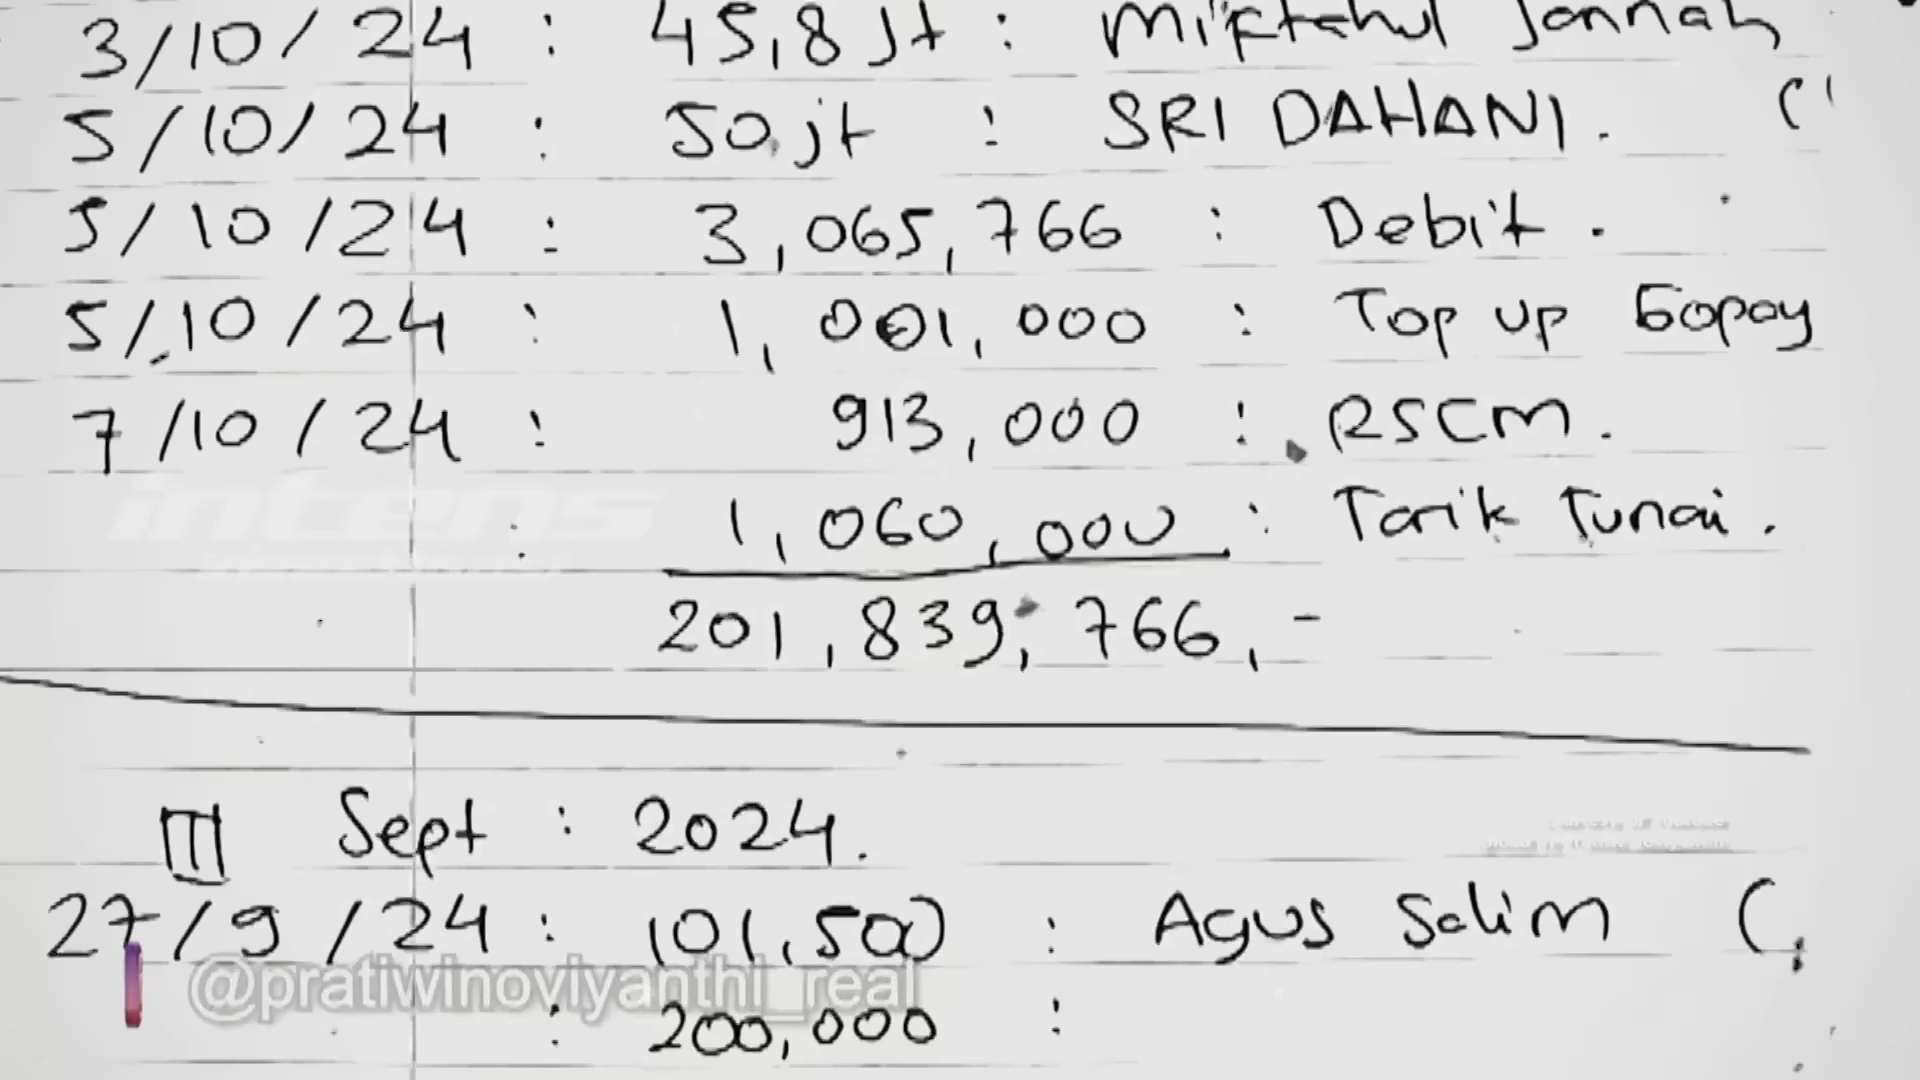 3/10/24 : 45,8 jt : Miftahul Jannah
5/10/24 : 50 jt : SRI DAHANI. (
5/10/24 : 3,065,766 : Debit.
5/10/24 : 1,001,000 : Top up Gopay
7/10/24 : 913,000 : RSCM.
: 1,060,000 : Tarik Tunai.
intens
201,839,766,-
III Sept : 2024.
27/9/24 : 101,500 : Agus Salim (
@pratiwinoviyanthi_real
: 200,000 :